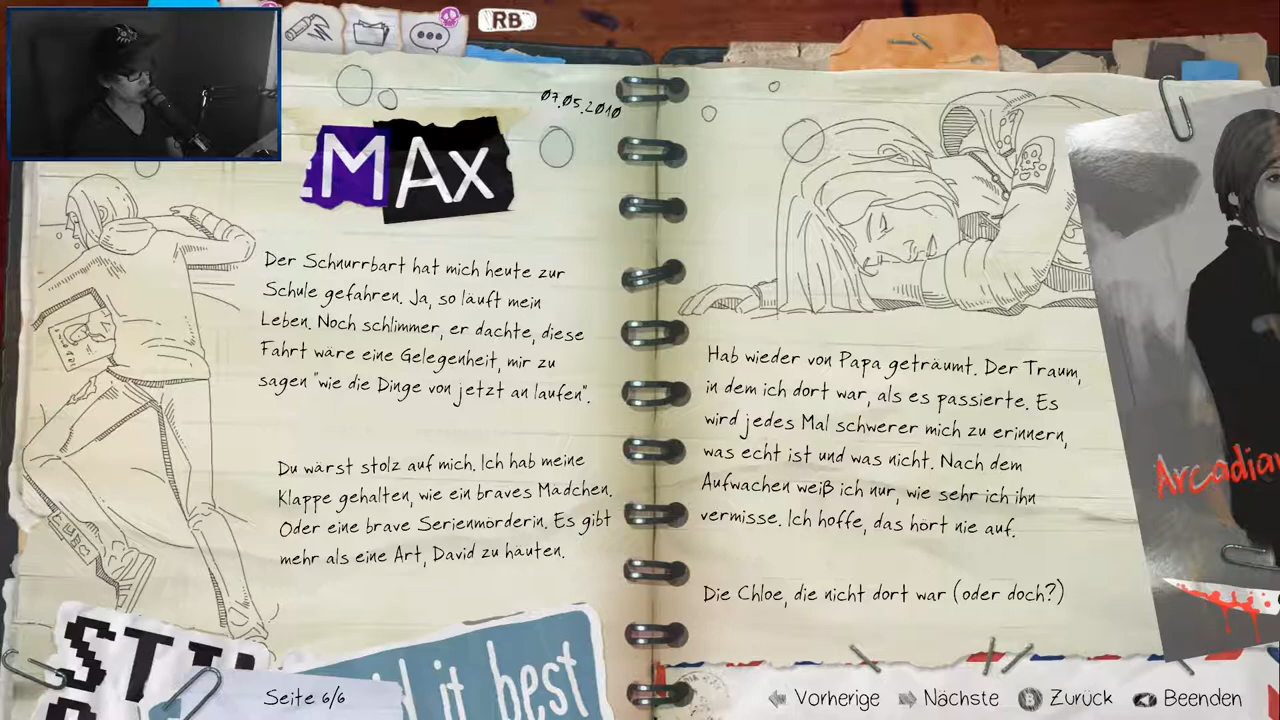 RB
07.05.2010
MAx
Der Schnurrbart hat mich heute zur
Schule gefahren. Ja, so läuft mein
Leben. Noch schlimmer, er dachte, diese
Fahrt wäre eine Gelegenheit, mir zu
sagen "wie die Dinge von jetzt an laufen".
Du wärst stolz auf mich. Ich hab meine
Klappe gehalten, wie ein braves Mädchen.
Oder eine brave Serienmörderin. Es gibt
mehr als eine Art, David zu häuten.
it best
Seite 6/6
Hab wieder von Papa geträumt. Der Traum,
in dem ich dort war, als es passierte. Es
wird jedes Mal schwerer mich zu erinnern,
was echt ist und was nicht. Nach dem
Aufwachen weiß ich nur, wie sehr ich ihn
vermisse. Ich hoffe, das hört nie auf.
Die Chloe, die nicht dort war (oder doch?)
Vorherige
Nächste
B Zurück
Beenden